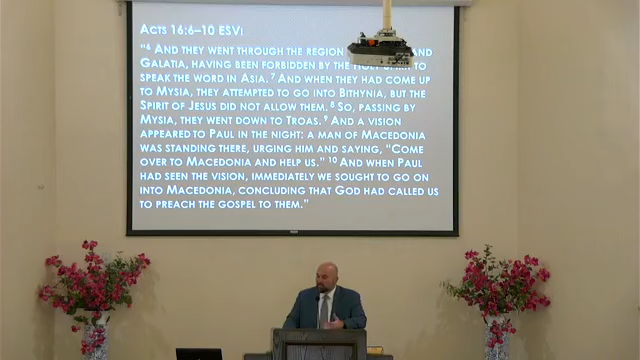 ACTS 16:6–10 ESV
"6 AND THEY WENT THROUGH THE REGION AND
GALATIA, HAVING BEEN FORBIDDEN BY THE HOLY SPIRIT TO
SPEAK THE WORD IN ASIA. 7 AND WHEN THEY HAD COME UP
TO MYSIA, THEY ATTEMPTED TO GO INTO BITHYNIA, BUT THE
SPIRIT OF JESUS DID NOT ALLOW THEM. 8 SO, PASSING BY
MYSIA, THEY WENT DOWN TO TROAS. 9 AND A VISION
APPEARED TO PAUL IN THE NIGHT: A MAN OF MACEDONIA
WAS STANDING THERE, URGING HIM AND SAYING, "COME
OVER TO MACEDONIA AND HELP US." 10 AND WHEN PAUL
HAD SEEN THE VISION, IMMEDIATELY WE SOUGHT TO GO ON
INTO MACEDONIA, CONCLUDING THAT GOD HAD CALLED US
TO PREACH THE GOSPEL TO THEM."